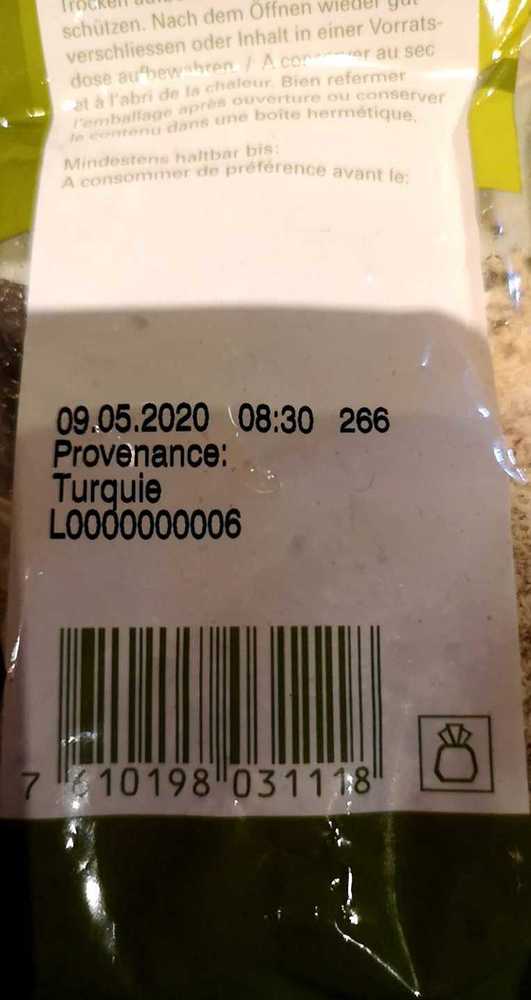 schützen. Nach dem Öffnen wieder gut
verschliessen oder Inhalt in einer Vorrats-
dose aufbewahren. / A conserver au sec
et à l'abri de la chaleur. Bien refermer
l'emballage après ouverture ou conserver
le contenu dans une boîte hermétique.
Mindestens haltbar bis:
A consommer de préférence avant le:
09.05.2020 08:30 266
Provenance:
Turquie
L0000000006
7 610198 031118